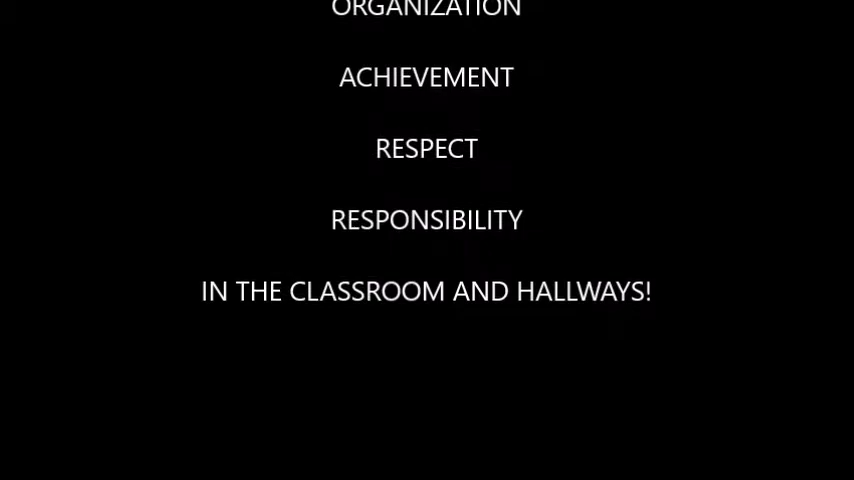 ORGANIZATION
ACHIEVEMENT
RESPECT
RESPONSIBILITY
IN THE CLASSROOM AND HALLWAYS!